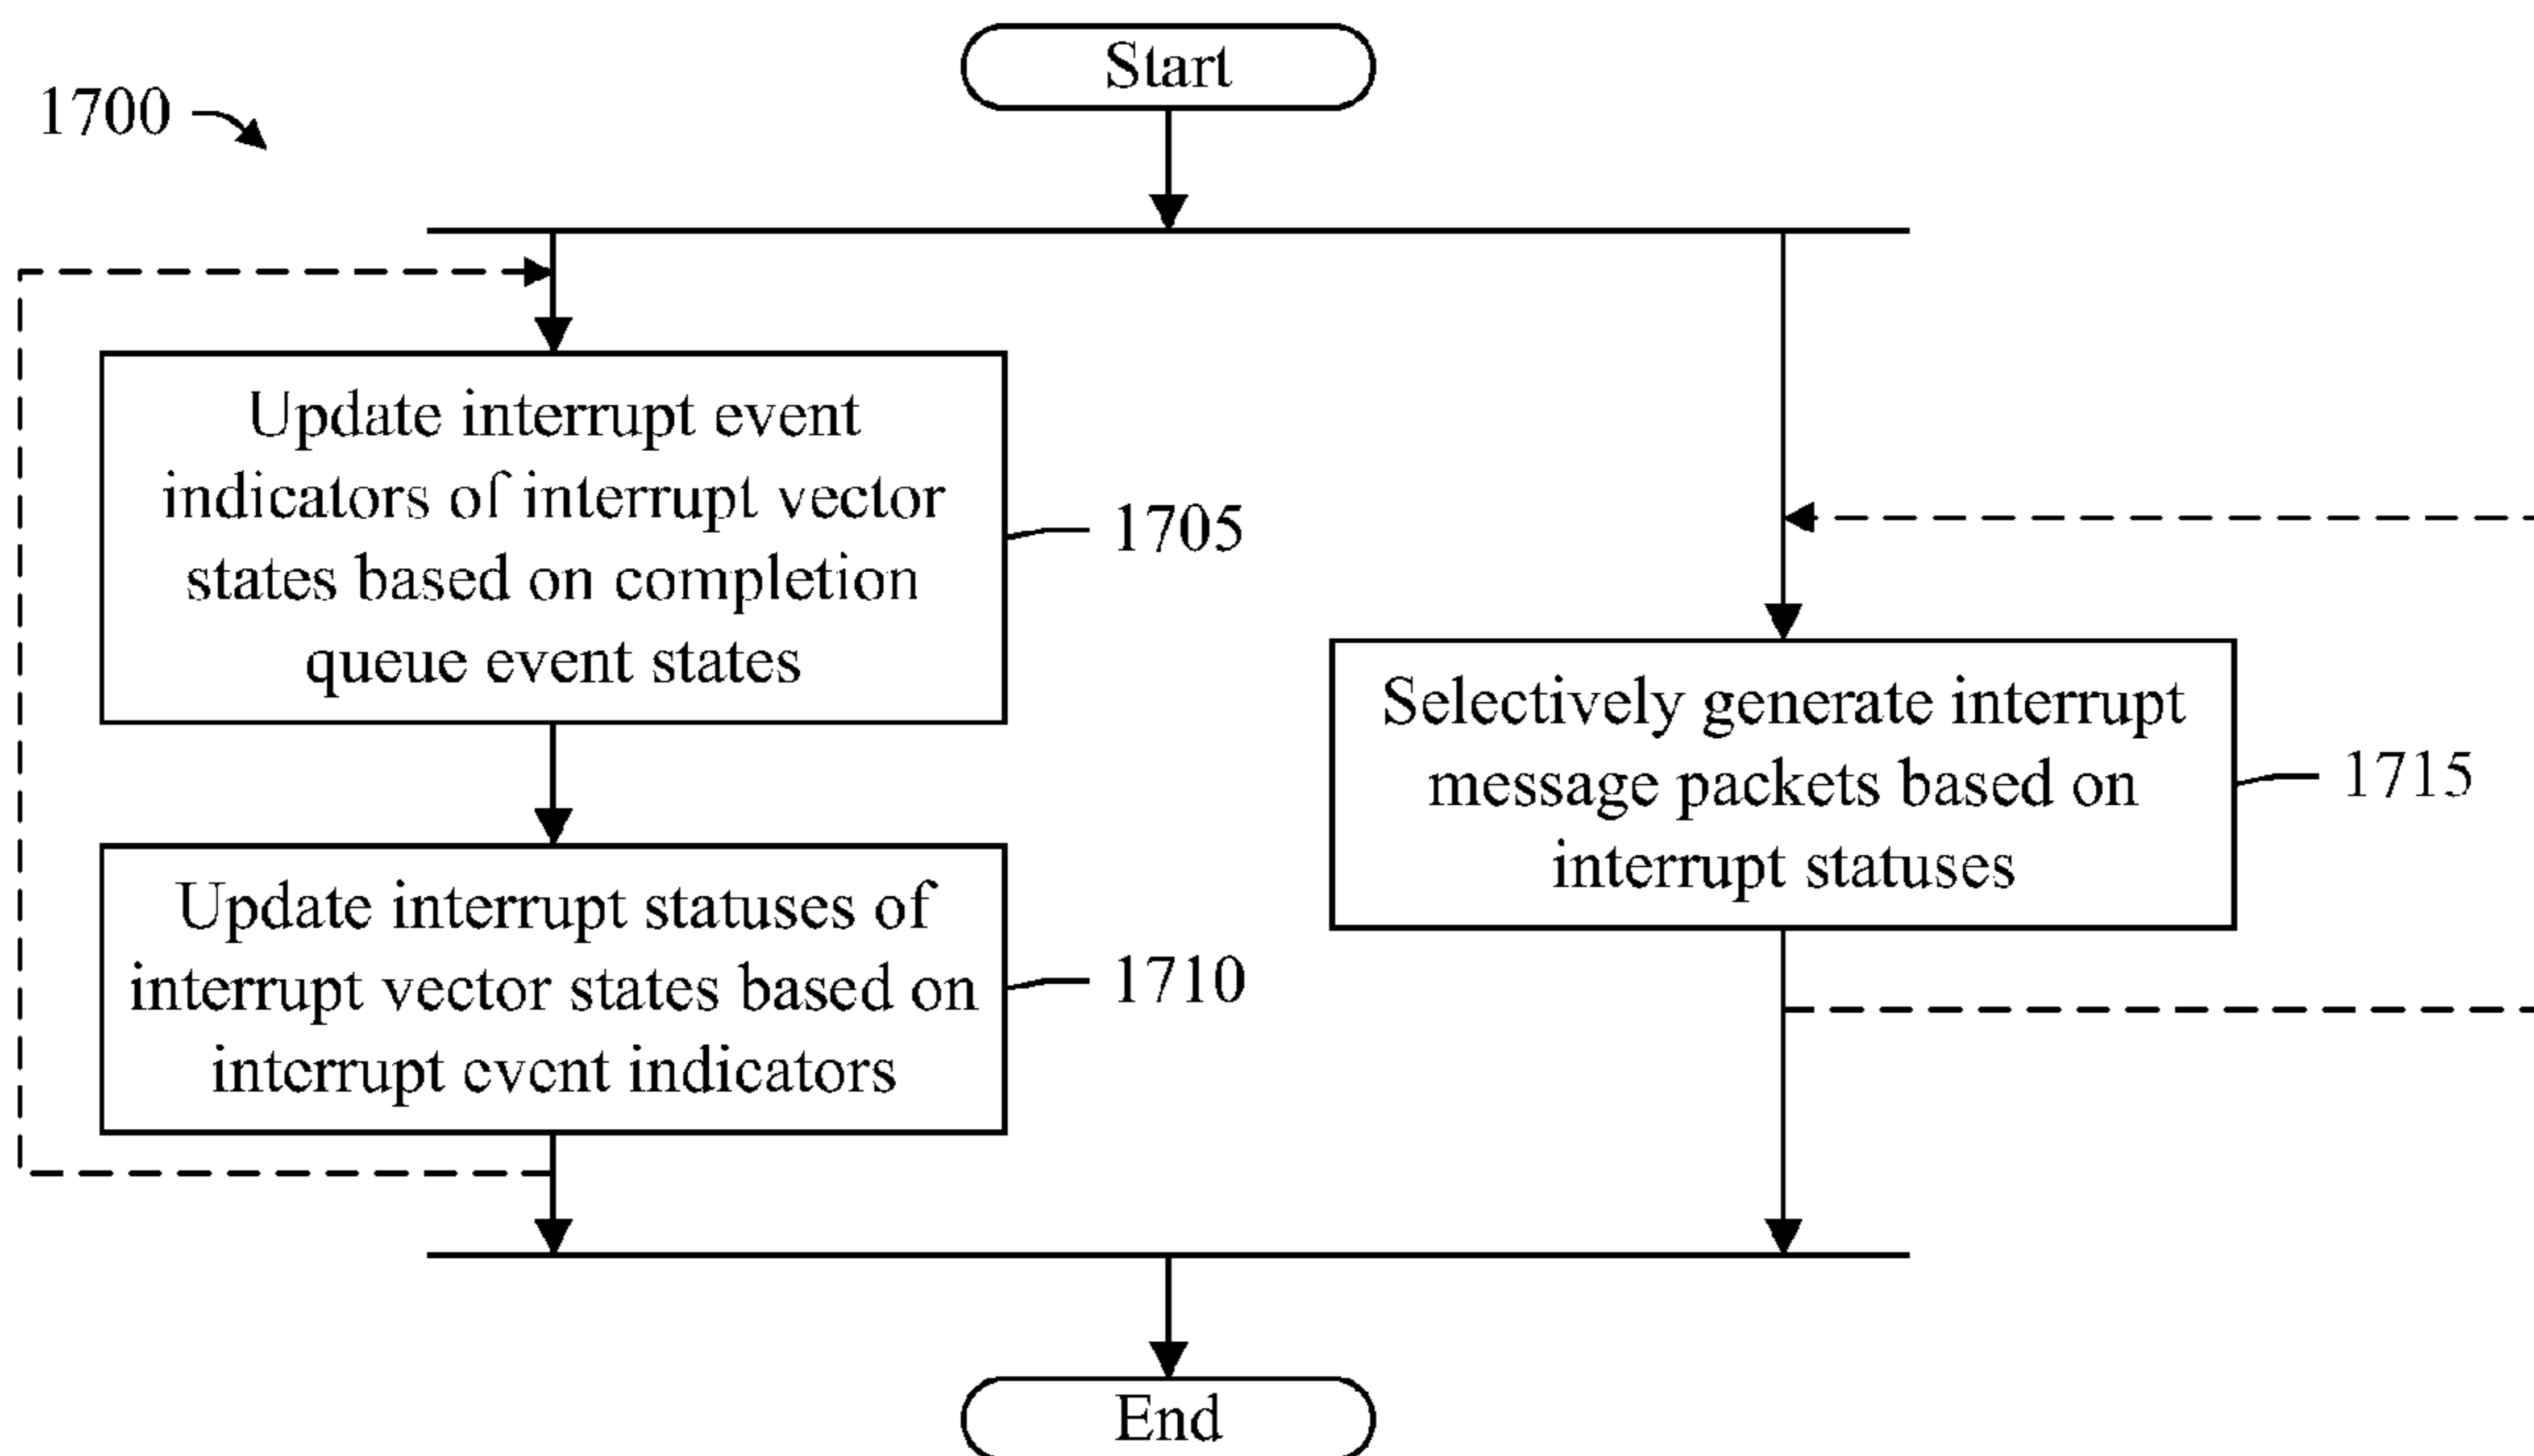 Start
1700
Update interrupt event
indicators of interrupt vector
states based on completion
queue event states
1705
Selectively generate interrupt
message packets based on
interrupt statuses
1715
Update interrupt statuses of
interrupt vector states based on
interrupt event indicators
1710
End